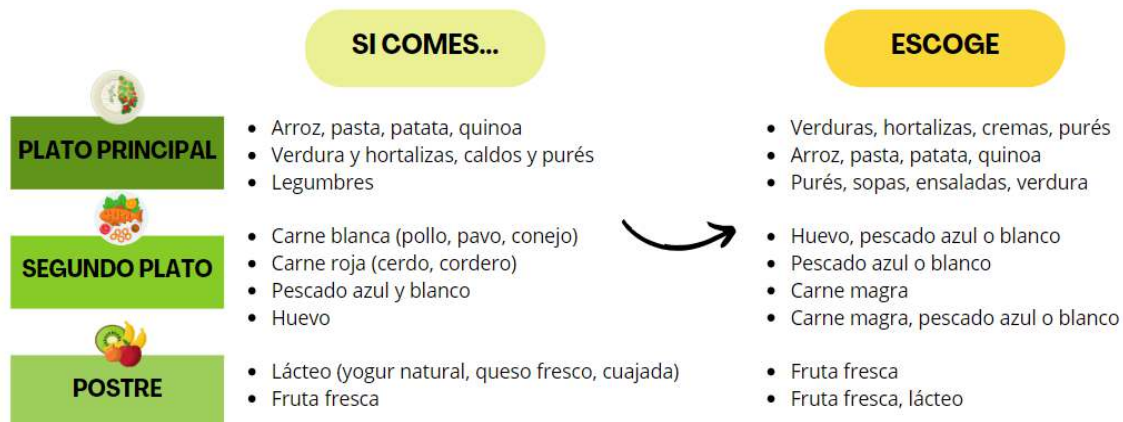 SI COMES...
ESCOGE
PLATO PRINCIPAL
• Arroz, pasta, patata, quinoa
• Verdura y hortalizas, caldos y purés
• Legumbres
• Verduras, hortalizas, cremas, purés
• Arroz, pasta, patata, quinoa
• Purés, sopas, ensaladas, verdura
SEGUNDO PLATO
• Carne blanca (pollo, pavo, conejo)
• Carne roja (cerdo, cordero)
• Pescado azul y blanco
• Huevo
• Huevo, pescado azul o blanco
• Pescado azul o blanco
• Carne magra
• Carne magra, pescado azul o blanco
POSTRE
• Lácteo (yogur natural, queso fresco, cuajada)
• Fruta fresca
• Fruta fresca
• Fruta fresca, lácteo